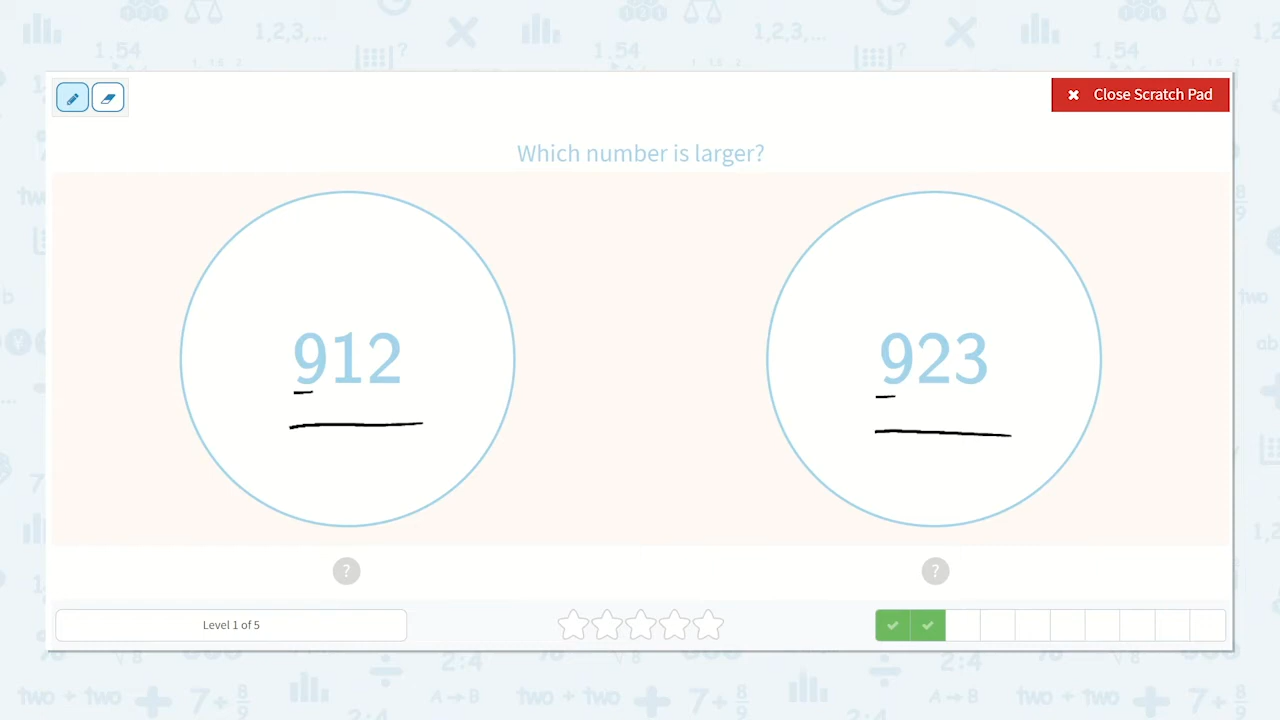 Close Scratch Pad
Which number is larger?
912
923
?
?
Level 1 of 5